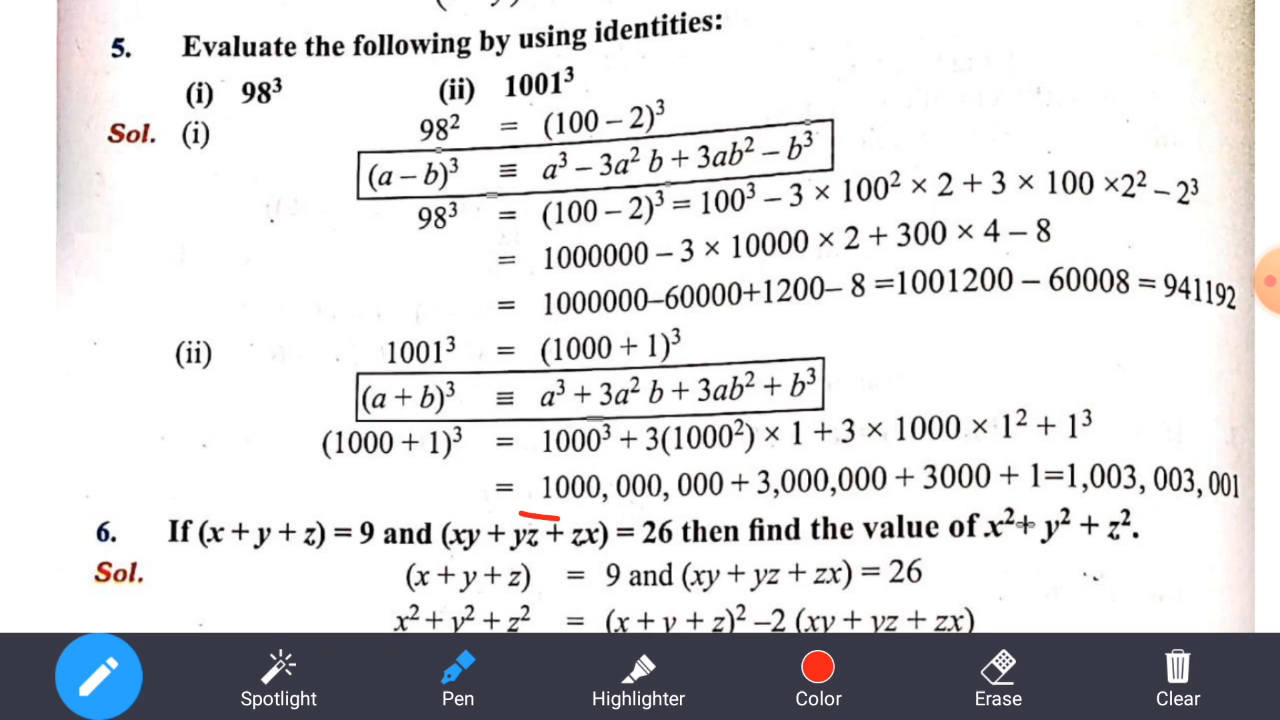 5. Evaluate the following by using identities:
(i) 98³ (ii) 1001³
Sol. (i) 98² = (100 – 2)³
(a – b)³ ≡ a³ – 3a² b + 3ab² – b³
98³ = (100 – 2)³ = 100³ – 3 × 100² × 2 + 3 × 100 ×2² – 2³
= 1000000 – 3 × 10000 × 2 + 300 × 4 – 8
= 1000000–60000+1200– 8 =1001200 – 60008 = 941192
(ii) 1001³ = (1000 + 1)³
(a + b)³ ≡ a³ + 3a² b + 3ab² + b³
(1000 + 1)³ = 1000³ + 3(1000²) × 1 + 3 × 1000 × 1² + 1³
= 1000, 000, 000 + 3,000,000 + 3000 + 1=1,003, 003, 001
6. If (x + y + z) = 9 and (xy + yz + zx) = 26 then find the value of x² + y² + z².
Sol. (x + y + z) = 9 and (xy + yz + zx) = 26
x² + y² + z² = (x + y + z)² –2 (xy + yz + zx)
Spotlight Pen Highlighter Color Erase Clear